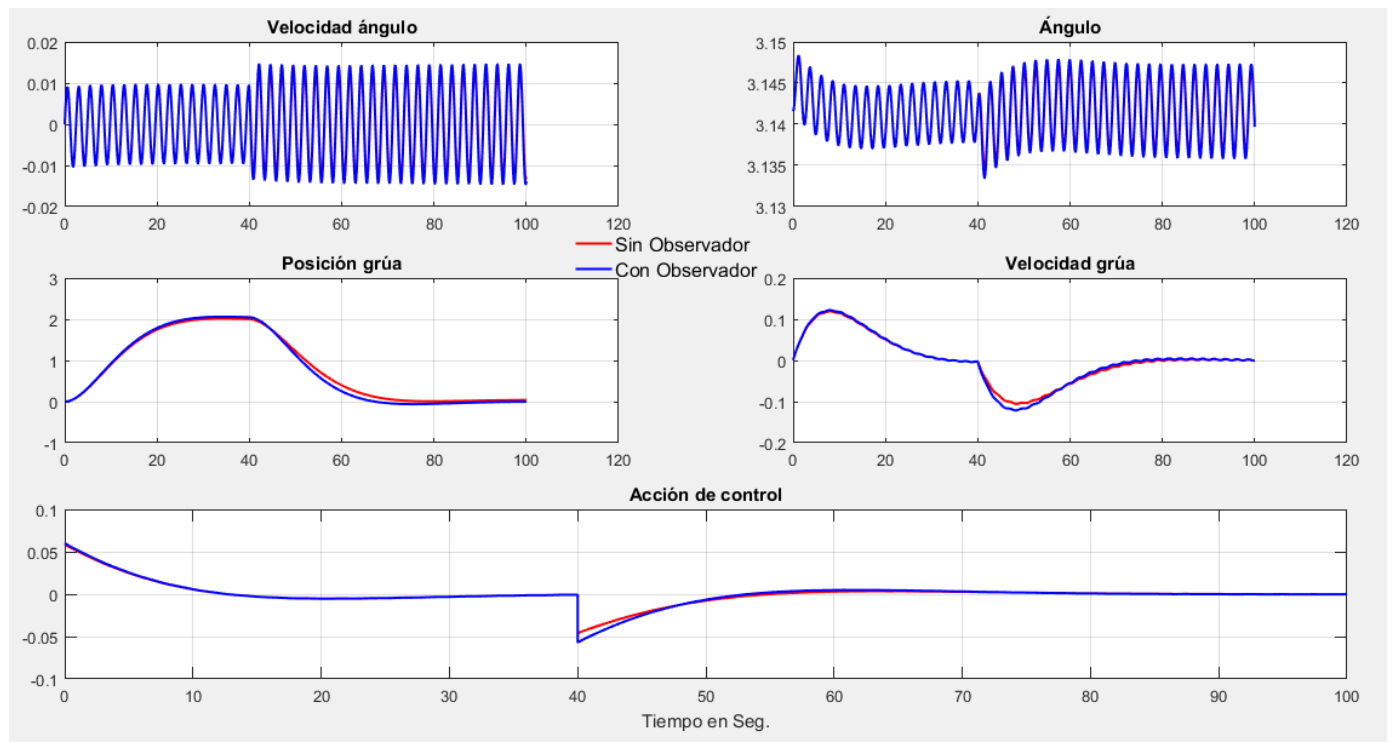 Velocidad ángulo
0.02
0.01
0
-0.01
-0.02
0 20 40 60 80 100 120
Ángulo
3.15
3.145
3.14
3.135
3.13
0 20 40 60 80 100 120
Sin Observador
Con Observador
Posición grúa
3
2
1
0
-1
0 20 40 60 80 100 120
Velocidad grúa
0.2
0.1
0
-0.1
-0.2
0 20 40 60 80 100 120
Acción de control
0.1
0.05
0
-0.05
-0.1
0 10 20 30 40 50 60 70 80 90 100
Tiempo en Seg.